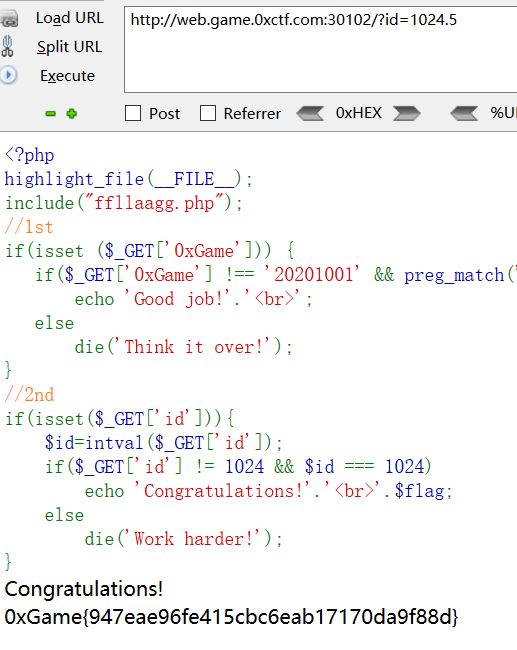 Load URL
http://web.game.0xctf.com:30102/?id=1024.5
Split URL
Execute
Post Referrer 0xHEX %U
<?php
highlight_file(__FILE__);
include("ffllaagg.php");
//1st
if(isset ($_GET['0xGame'])) {
if($_GET['0xGame'] !== '20201001' && preg_match('
echo 'Good job!'.'<br>';
else
die('Think it over!');
}
//2nd
if(isset($_GET['id'])){
$id=intval($_GET['id']);
if($_GET['id'] != 1024 && $id === 1024)
echo 'Congratulations!'.'<br>'.$flag;
else
die('Work harder!');
}
Congratulations!
0xGame{947eae96fe415cbc6eab17170da9f88d}